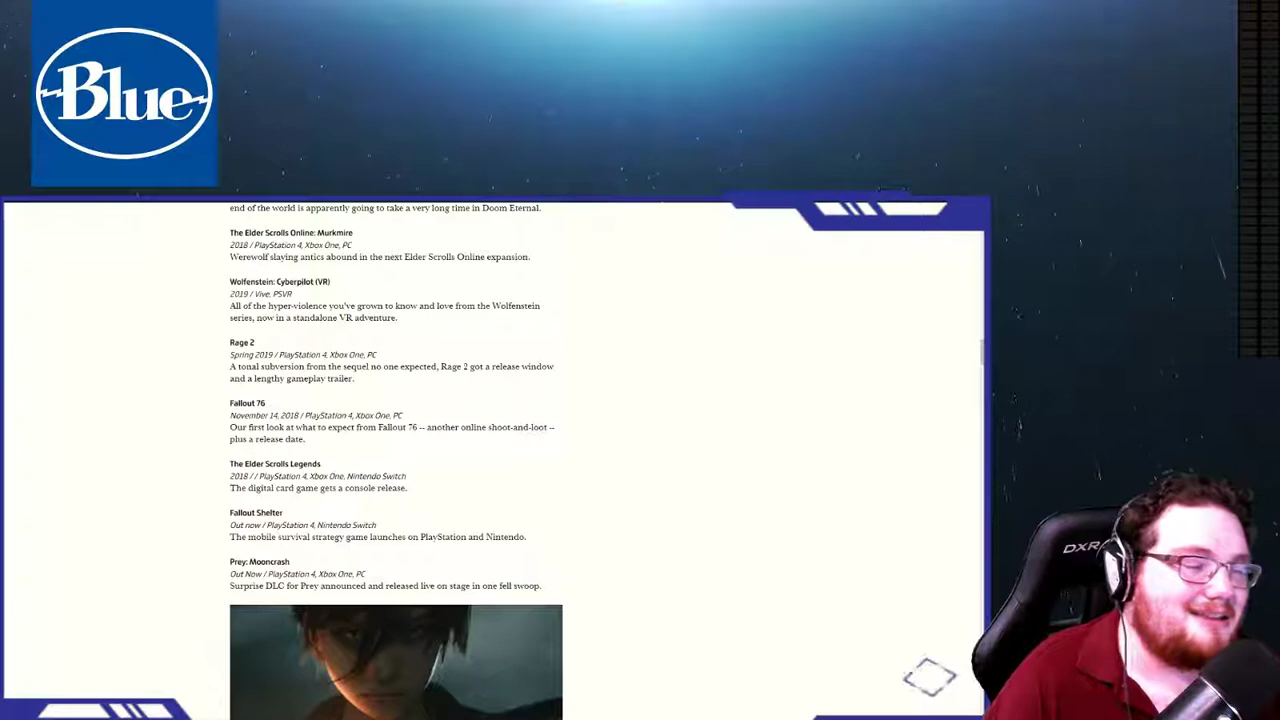 Blue
end of the world is apparently going to take a very long time in Doom Eternal.
The Elder Scrolls Online: Murkmire
2018 / PlayStation 4, Xbox One, PC
Werewolf slaying antics abound in the next Elder Scrolls Online expansion.
Wolfenstein: Cyberpilot (VR)
2019 / Vive, PSVR
All of the hyper-violence you've grown to know and love from the Wolfenstein
series, now in a standalone VR adventure.
Rage 2
Spring 2019 / PlayStation 4, Xbox One, PC
A tonal subversion from the sequel no one expected, Rage 2 got a release window
and a lengthy gameplay trailer.
Fallout 76
November 14, 2018 / PlayStation 4, Xbox One, PC
Our first look at what to expect from Fallout 76 -- another online shoot-and-loot --
plus a release date.
The Elder Scrolls Legends
2018 / / PlayStation 4, Xbox One, Nintendo Switch
The digital card game gets a console release.
Fallout Shelter
Out now / PlayStation 4, Nintendo Switch
The mobile survival strategy game launches on PlayStation and Nintendo.
Prey: Mooncrash
Out Now / PlayStation 4, Xbox One, PC
Surprise DLC for Prey announced and released live on stage in one fell swoop.
DXR